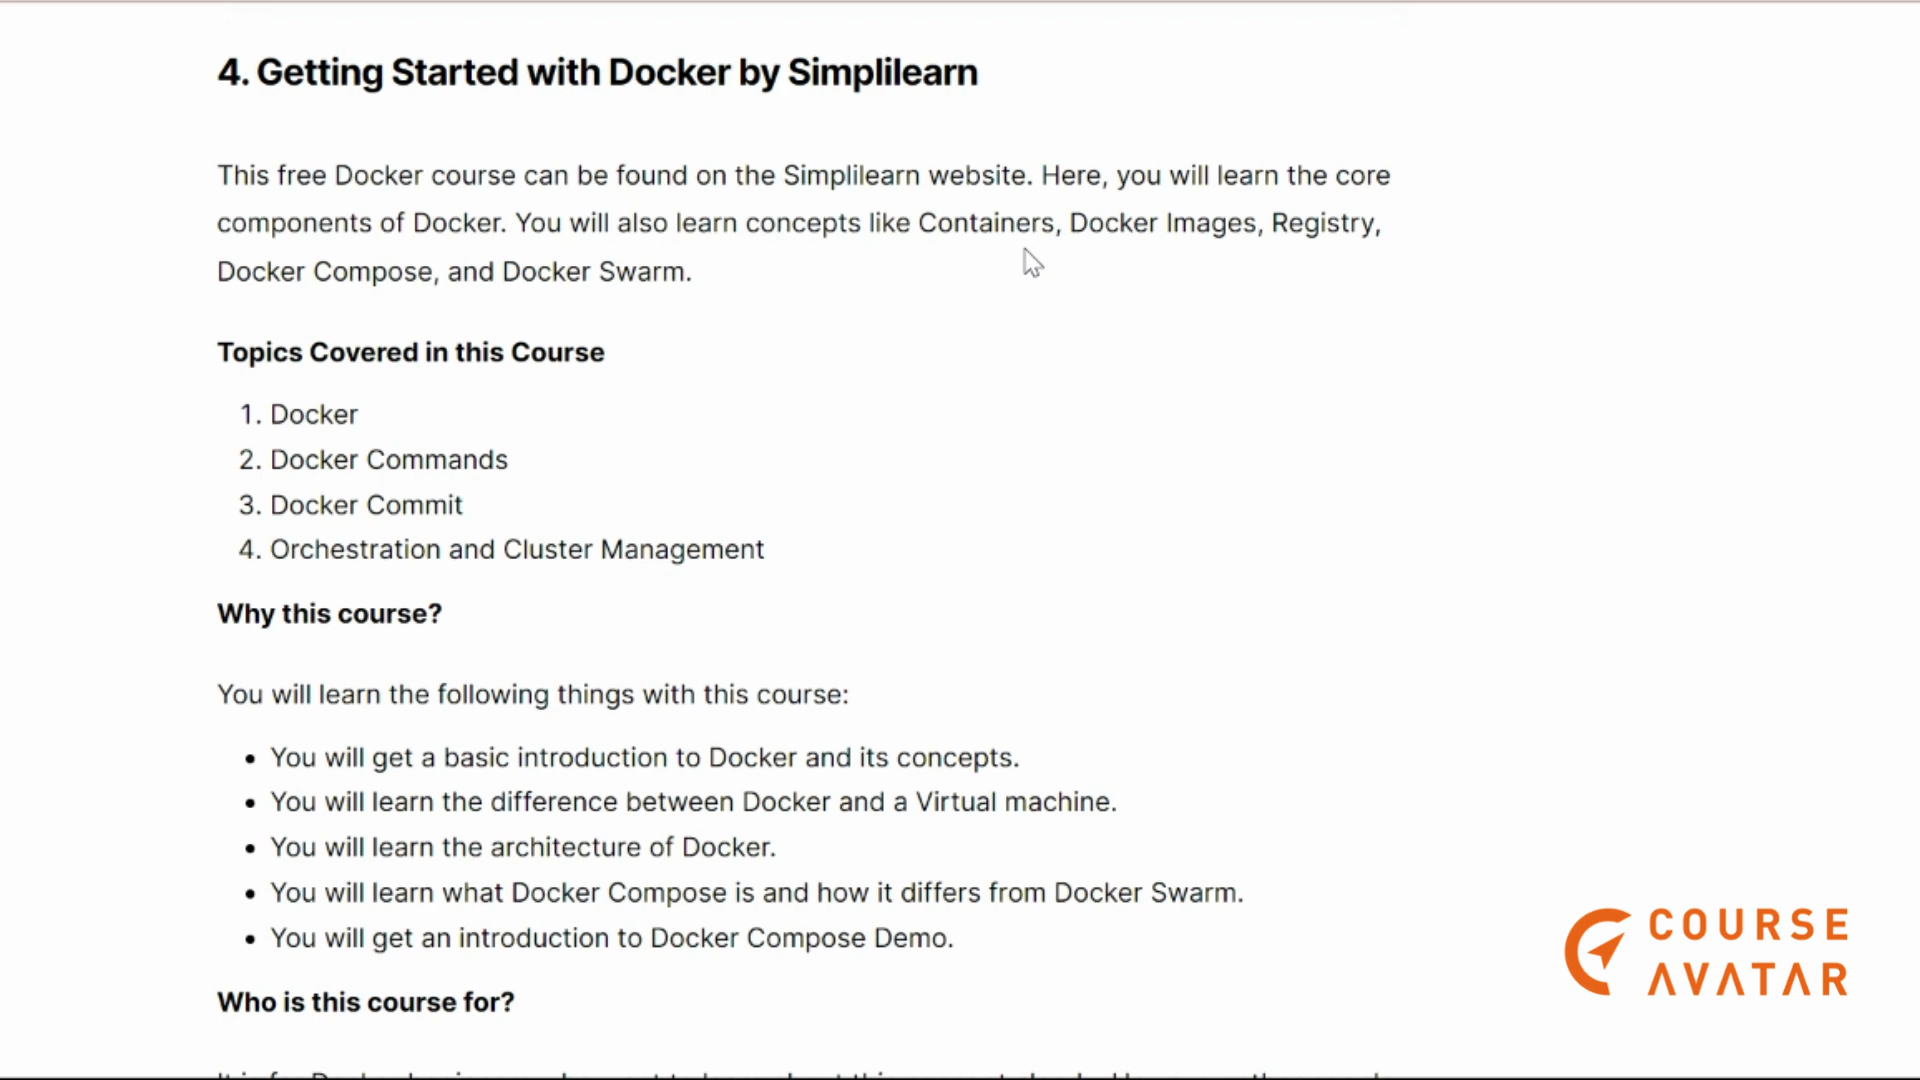 4. Getting Started with Docker by Simplilearn
This free Docker course can be found on the Simplilearn website. Here, you will learn the core
components of Docker. You will also learn concepts like Containers, Docker Images, Registry,
Docker Compose, and Docker Swarm.
Topics Covered in this Course
1. Docker
2. Docker Commands
3. Docker Commit
4. Orchestration and Cluster Management
Why this course?
You will learn the following things with this course:
• You will get a basic introduction to Docker and its concepts.
• You will learn the difference between Docker and a Virtual machine.
• You will learn the architecture of Docker.
• You will learn what Docker Compose is and how it differs from Docker Swarm.
• You will get an introduction to Docker Compose Demo.
Who is this course for?
COURSE
AVATAR